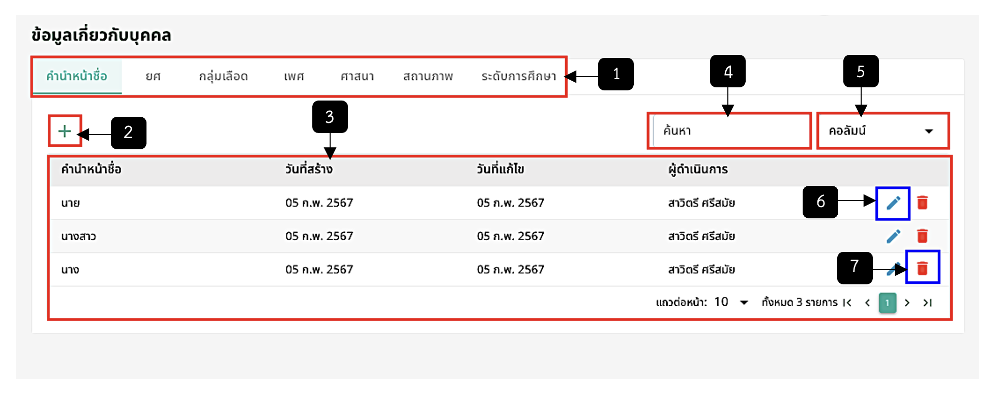 ข้อมูลเกี่ยวกับบุคคล
คำนำหน้าชื่อ ยศ กลุ่มเลือด เพศ ศาสนา สถานภาพ ระดับการศึกษา 1 4 5
+ 2 3 ค้นหา คอลัมน์
คำนำหน้าชื่อ วันที่สร้าง วันที่แก้ไข ผู้ดำเนินการ
นาย 05 ก.พ. 2567 05 ก.พ. 2567 สาวิตรี ศรีสมัย 6
นางสาว 05 ก.พ. 2567 05 ก.พ. 2567 สาวิตรี ศรีสมัย
นาง 05 ก.พ. 2567 05 ก.พ. 2567 สาวิตรี ศรีสมัย 7
แถวต่อหน้า: 10 ทั้งหมด 3 รายการ |< < 1 > >|